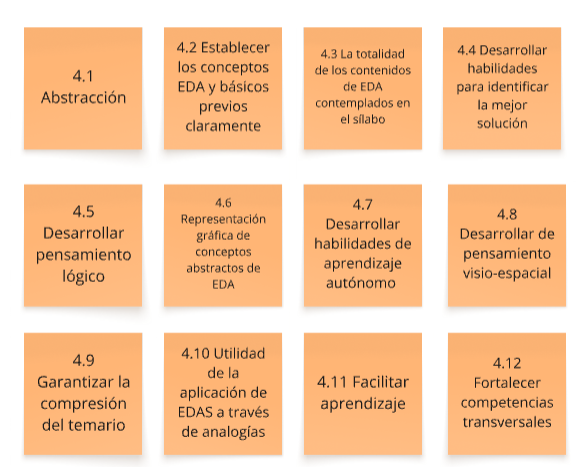 4.1
Abstracción
4.2 Establecer
los conceptos
EDA y básicos
previos
claramente
4.3 La totalidad
de los contenidos
de EDA
contemplados en
el sílabo
4.4 Desarrollar
habilidades
para identificar
la mejor
solución
4.5
Desarrollar
pensamiento
lógico
4.6
Representación
gráfica de
conceptos
abstractos de
EDA
4.7
Desarrollar
habilidades de
aprendizaje
autónomo
4.8
Desarrollar de
pensamiento
visio-espacial
4.9
Garantizar la
compresión
del temario
4.10 Utilidad
de la
aplicación de
EDAS a través
de analogías
4.11 Facilitar
aprendizaje
4.12
Fortalecer
competencias
transversales